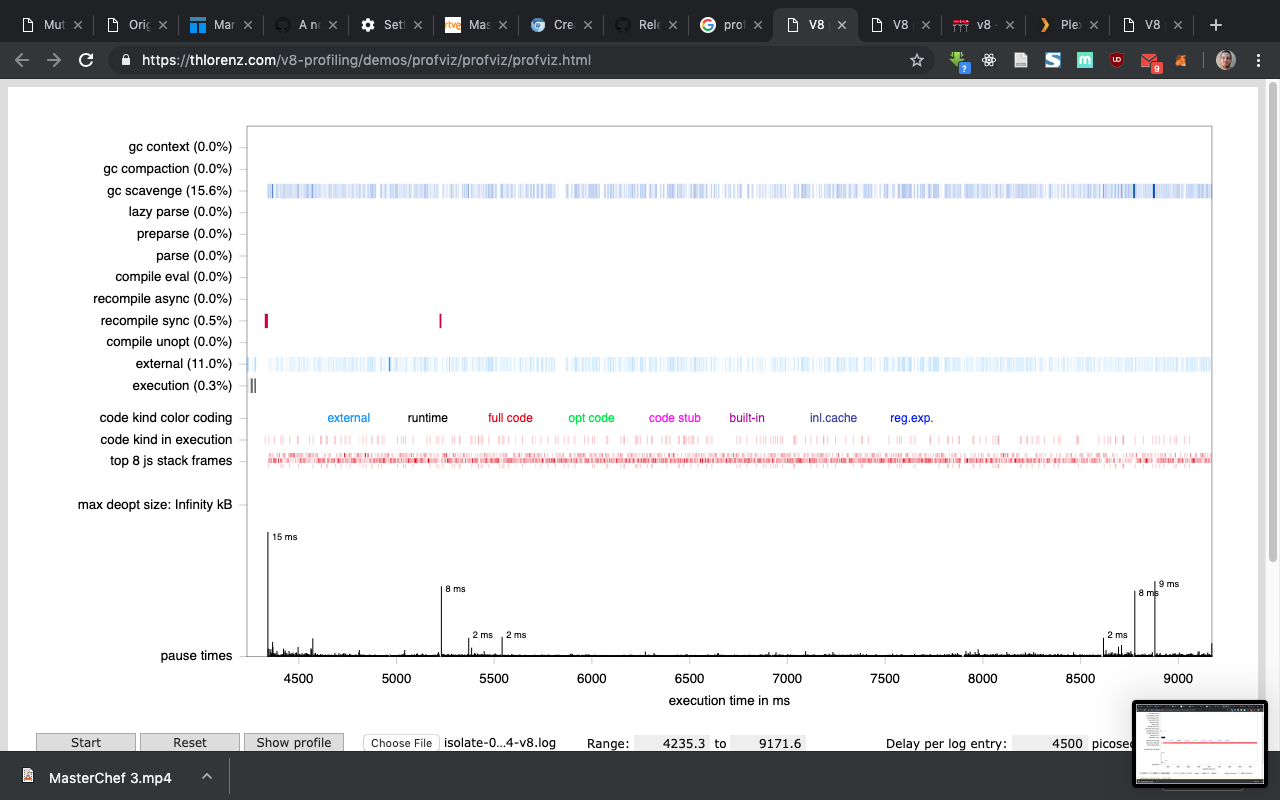 Mut Orig Mar A no Sett rtve Mas Crea Rele prof V8 V8 v8 - Plex V8
https://thlorenz.com/v8-profiling/demos/profviz/profviz/profviz.html
? 9
gc context (0.0%)
gc compaction (0.0%)
gc scavenge (15.6%)
lazy parse (0.0%)
preparse (0.0%)
parse (0.0%)
compile eval (0.0%)
recompile async (0.0%)
recompile sync (0.5%)
compile unopt (0.0%)
external (11.0%)
execution (0.3%)
code kind color coding external runtime full code opt code code stub built-in inl.cache reg.exp.
code kind in execution
top 8 js stack frames
max deopt size: Infinity kB
15 ms
9 ms
8 ms 8 ms
2 ms 2 ms 2 ms
pause times
4500 5000 5500 6000 6500 7000 7500 8000 8500 9000
execution time in ms
Start Reset Show profile Choose File isolate-0...4-v8.log Range: 4235.3 to 9171.6 Delay per log entry: 4500 picosec
MasterChef 3.mp4